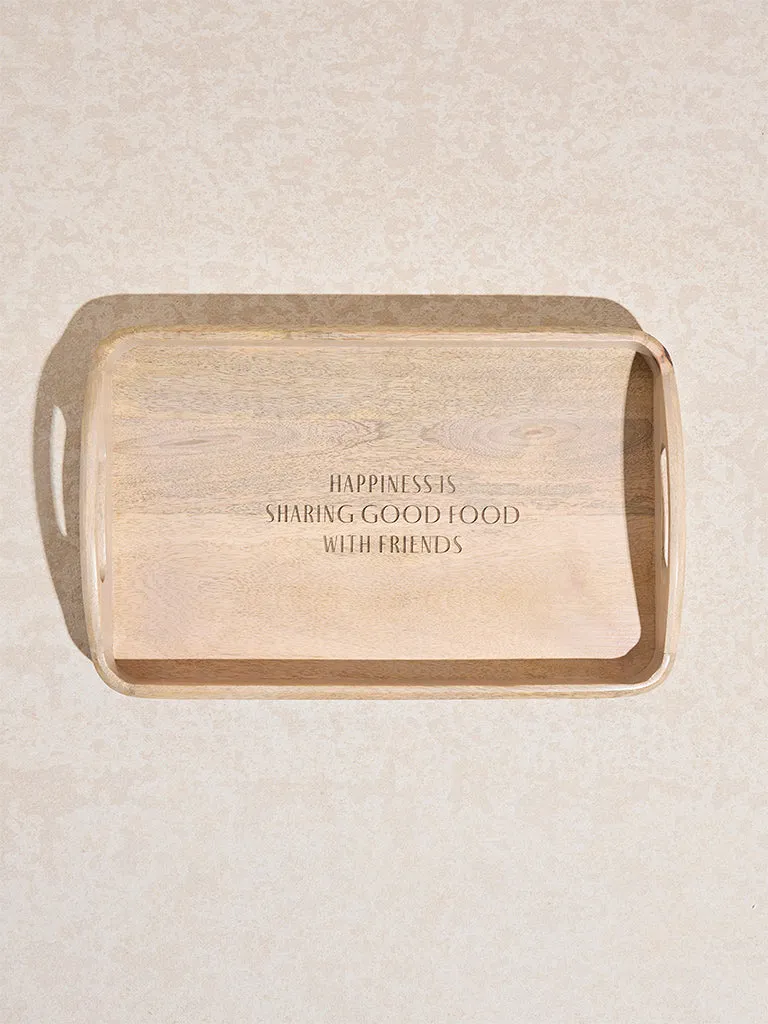 HAPPINESS IS
SHARING GOOD FOOD
WITH FRIENDS